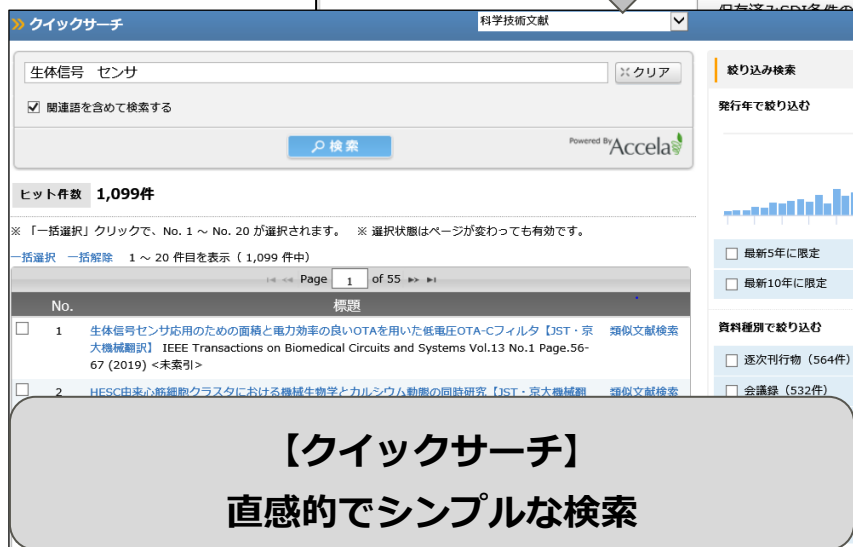 クイックサーチ
科学技術文献
生体信号 センサ
クリア
関連語を含めて検索する
検索
Powered By Accela
ヒット件数 1,099件
※ 「一括選択」クリックで、No. 1 ~ No. 20 が選択されます。 ※ 選択状態はページが変わっても有効です。
一括選択 一括解除 1 ~ 20 件目を表示 ( 1,099 件中)
Page 1 of 55
No. 標題
1 生体信号センサ応用のための面積と電力効率の良いOTAを用いた低電圧OTA-Cフィルタ【JST・京 類似文献検索
大機械翻訳】 IEEE Transactions on Biomedical Circuits and Systems Vol.13 No.1 Page.56-
67 (2019) <未索引>
2 HESC由来心筋細胞クラスタにおける機械生物学とカルシウム動態の同時研究【JST・京大機械翻 類似文献検索
絞り込み検索
発行年で絞り込む
最新5年に限定
最新10年に限定
資料種別で絞り込む
逐次刊行物 (564件)
会議録 (532件)
【クイックサーチ】
直感的でシンプルな検索